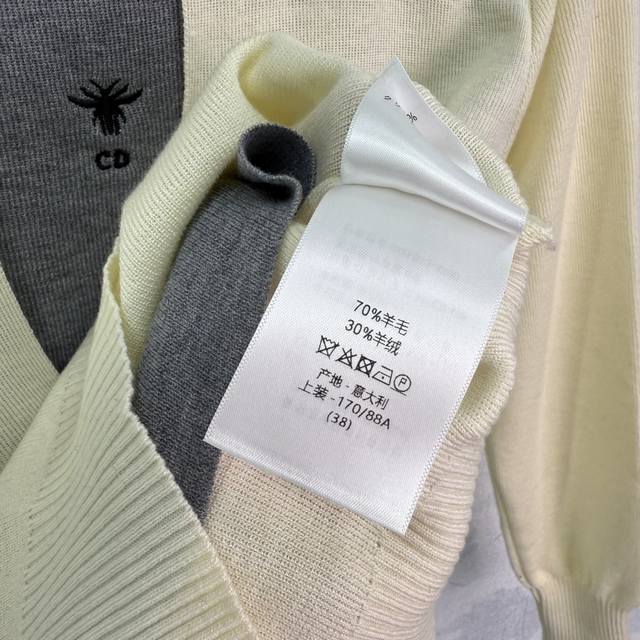 CD
70%羊毛
30%羊绒
产地 - 意大利
上装 -170/88A
(38)